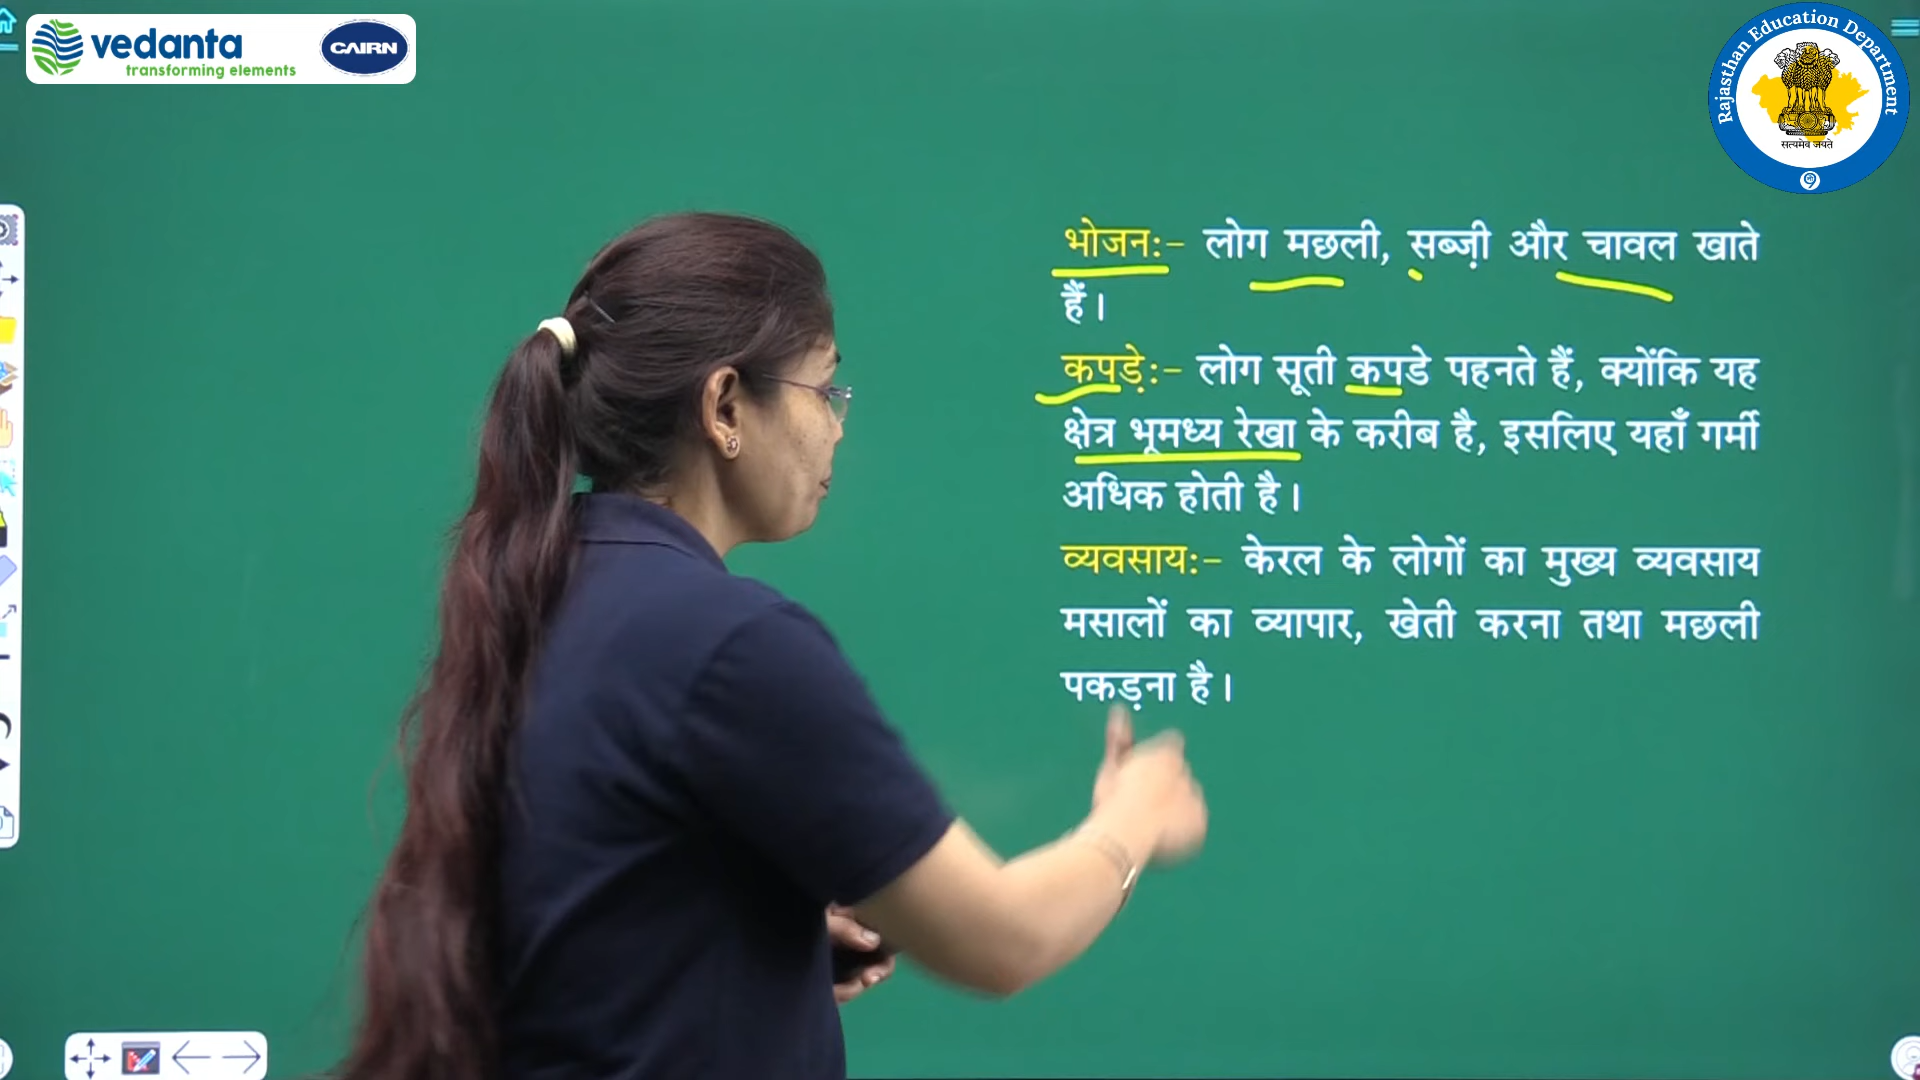 vedanta
transforming elements
CAIRN
Rajasthan Education Department
सत्यमेव जयते
भोजन:- लोग मछली, सब्ज़ी और चावल खाते
हैं।
कपड़े:- लोग सूती कपडे पहनते हैं, क्योंकि यह
क्षेत्र भूमध्य रेखा के करीब है, इसलिए यहाँ गर्मी
अधिक होती है।
व्यवसाय:- केरल के लोगों का मुख्य व्यवसाय
मसालों का व्यापार, खेती करना तथा मछली
पकड़ना है।